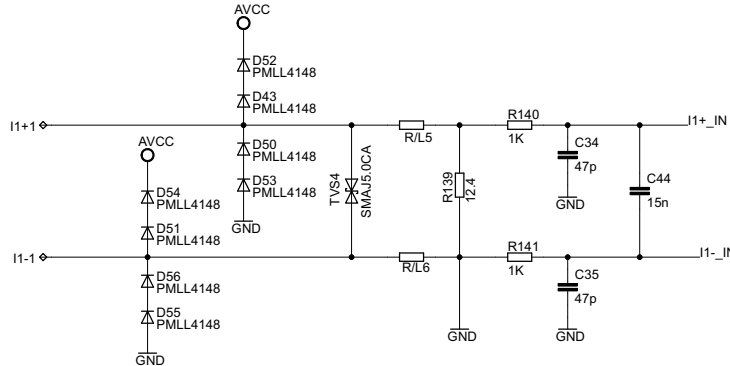 AVCC
D52
PMLL4148
D43
PMLL4148
I1+1
R/L5
R140
1K
I1+_IN
AVCC
D50
PMLL4148
D53
PMLL4148
GND
TVS4
SMAJ5.0CA
R139
12.4
C34
47p
GND
C44
15n
D54
PMLL4148
D51
PMLL4148
I1-1
R/L6
R141
1K
I1-_IN
D56
PMLL4148
D55
PMLL4148
GND
GND
C35
47p
GND